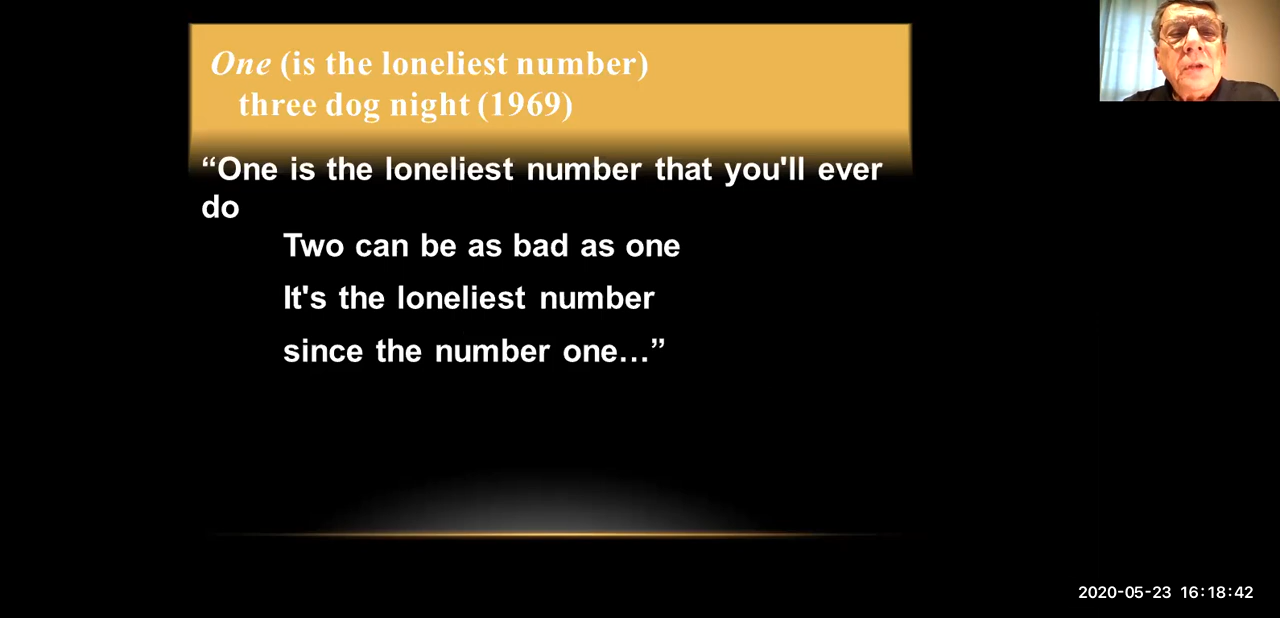 One (is the loneliest number)
three dog night (1969)
“One is the loneliest number that you'll ever
do
Two can be as bad as one
It's the loneliest number
since the number one…”
2020-05-23 16:18:42